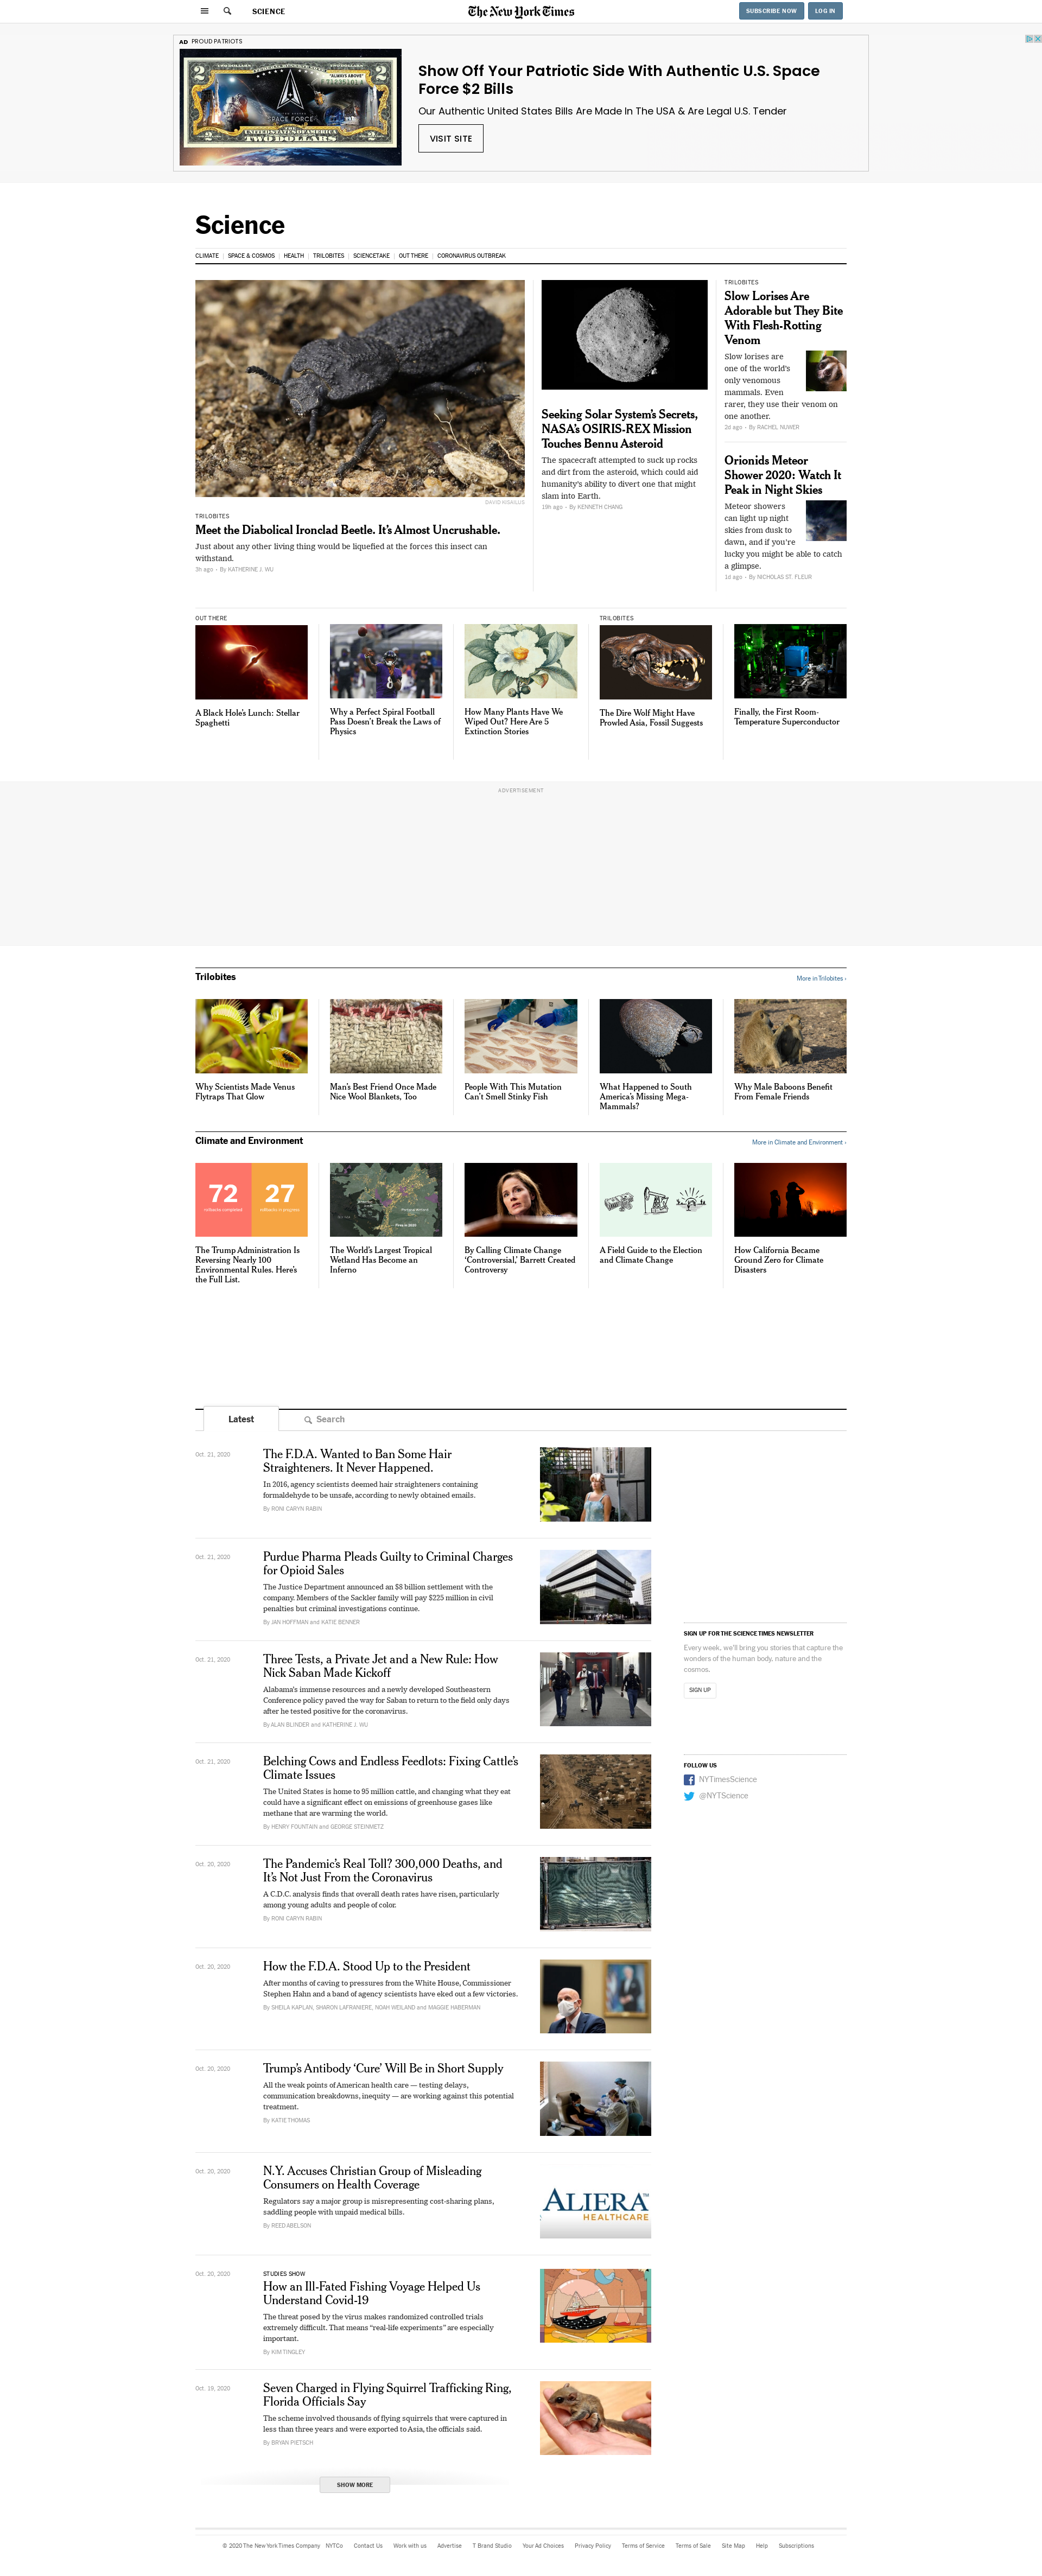 SCIENCE
The New York Times
SUBSCRIBE NOW
LOG IN
AD PROUD PATRIOTS
"ALWAYS ABOVE"
SPACE FORCE
THE UNITED STATES OF AMERICA
TWO DOLLARS
Show Off Your Patriotic Side With Authentic U.S. Space
Force $2 Bills
Our Authentic United States Bills Are Made In The USA & Are Legal U.S. Tender
VISIT SITE
Science
CLIMATE
SPACE & COSMOS
HEALTH
TRILOBITES
SCIENCETAKE
OUT THERE
CORONAVIRUS OUTBREAK
DAVID KISAILUS
TRILOBITES
Meet the Diabolical Ironclad Beetle. It's Almost Uncrushable.
Just about any other living thing would be liquefied at the forces this insect can
withstand.
3h ago · By KATHERINE J. WU
Seeking Solar System's Secrets,
NASA's OSIRIS-REX Mission
Touches Bennu Asteroid
The spacecraft attempted to suck up rocks
and dirt from the asteroid, which could aid
humanity's ability to divert one that might
slam into Earth.
19h ago · By KENNETH CHANG
TRILOBITES
Slow Lorises Are
Adorable but They Bite
With Flesh-Rotting
Venom
Slow lorises are
one of the world's
only venomous
mammals. Even
rarer, they use their venom on
one another.
2d ago · By RACHEL NUWER
Orionids Meteor
Shower 2020: Watch It
Peak in Night Skies
Meteor showers
can light up night
skies from dusk to
dawn, and if you're
lucky you might be able to catch
a glimpse.
1d ago · By NICHOLAS ST. FLEUR
OUT THERE
A Black Hole's Lunch: Stellar
Spaghetti
Why a Perfect Spiral Football
Pass Doesn't Break the Laws of
Physics
How Many Plants Have We
Wiped Out? Here Are 5
Extinction Stories
TRILOBITES
The Dire Wolf Might Have
Prowled Asia, Fossil Suggests
Finally, the First Room-
Temperature Superconductor
ADVERTISEMENT
Trilobites
More in Trilobites ›
Why Scientists Made Venus
Flytraps That Glow
Man's Best Friend Once Made
Nice Wool Blankets, Too
People With This Mutation
Can't Smell Stinky Fish
What Happened to South
America's Missing Mega-
Mammals?
Why Male Baboons Benefit
From Female Friends
Climate and Environment
More in Climate and Environment ›
72
27
rollbacks completed
rollbacks in progress
The Trump Administration Is
Reversing Nearly 100
Environmental Rules. Here's
the Full List.
The World's Largest Tropical
Wetland Has Become an
Inferno
By Calling Climate Change
'Controversial,' Barrett Created
Controversy
A Field Guide to the Election
and Climate Change
How California Became
Ground Zero for Climate
Disasters
Latest
Search
Oct. 21, 2020
The F.D.A. Wanted to Ban Some Hair
Straighteners. It Never Happened.
In 2016, agency scientists deemed hair straighteners containing
formaldehyde to be unsafe, according to newly obtained emails.
By RONI CARYN RABIN
Oct. 21, 2020
Purdue Pharma Pleads Guilty to Criminal Charges
for Opioid Sales
The Justice Department announced an $8 billion settlement with the
company. Members of the Sackler family will pay $225 million in civil
penalties but criminal investigations continue.
By JAN HOFFMAN and KATIE BENNER
Oct. 21, 2020
Three Tests, a Private Jet and a New Rule: How
Nick Saban Made Kickoff
Alabama's immense resources and a newly developed Southeastern
Conference policy paved the way for Saban to return to the field only days
after he tested positive for the coronavirus.
By ALAN BLINDER and KATHERINE J. WU
Oct. 21, 2020
Belching Cows and Endless Feedlots: Fixing Cattle's
Climate Issues
The United States is home to 95 million cattle, and changing what they eat
could have a significant effect on emissions of greenhouse gases like
methane that are warming the world.
By HENRY FOUNTAIN and GEORGE STEINMETZ
Oct. 20, 2020
The Pandemic's Real Toll? 300,000 Deaths, and
It's Not Just From the Coronavirus
A C.D.C. analysis finds that overall death rates have risen, particularly
among young adults and people of color.
By RONI CARYN RABIN
Oct. 20, 2020
How the F.D.A. Stood Up to the President
After months of caving to pressures from the White House, Commissioner
Stephen Hahn and a band of agency scientists have eked out a few victories.
By SHEILA KAPLAN, SHARON LAFRANIERE, NOAH WEILAND and MAGGIE HABERMAN
Oct. 20, 2020
Trump's Antibody 'Cure' Will Be in Short Supply
All the weak points of American health care — testing delays,
communication breakdowns, inequity — are working against this potential
treatment.
By KATIE THOMAS
Oct. 20, 2020
N.Y. Accuses Christian Group of Misleading
Consumers on Health Coverage
Regulators say a major group is misrepresenting cost-sharing plans,
saddling people with unpaid medical bills.
By REED ABELSON
ALIERA™
HEALTHCARE
Oct. 20, 2020
STUDIES SHOW
How an Ill-Fated Fishing Voyage Helped Us
Understand Covid-19
The threat posed by the virus makes randomized controlled trials
extremely difficult. That means "real-life experiments" are especially
important.
By KIM TINGLEY
Oct. 19, 2020
Seven Charged in Flying Squirrel Trafficking Ring,
Florida Officials Say
The scheme involved thousands of flying squirrels that were captured in
less than three years and were exported to Asia, the officials said.
By BRYAN PIETSCH
SHOW MORE
SIGN UP FOR THE SCIENCE TIMES NEWSLETTER
Every week, we'll bring you stories that capture the
wonders of the human body, nature and the
cosmos.
SIGN UP
FOLLOW US
NYTimesScience
@NYTScience
© 2020 The New York Times Company
NYTCo
Contact Us
Work with us
Advertise
T Brand Studio
Your Ad Choices
Privacy Policy
Terms of Service
Terms of Sale
Site Map
Help
Subscriptions